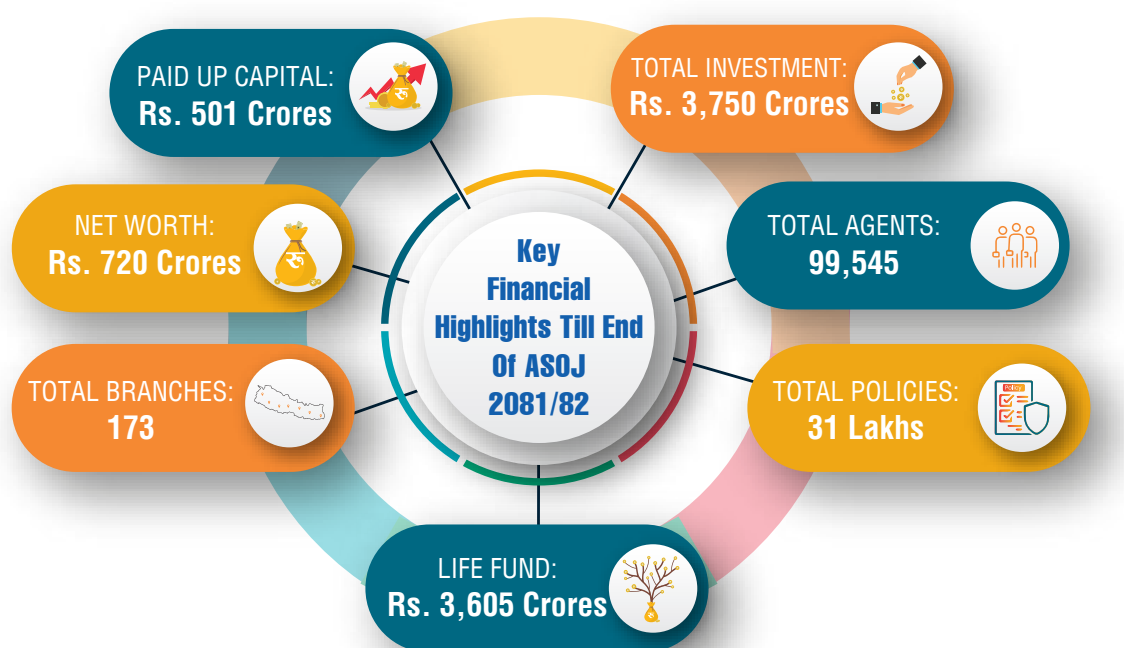 PAID UP CAPITAL:
Rs. 501 Crores
रू
TOTAL INVESTMENT:
Rs. 3,750 Crores
NET WORTH:
Rs. 720 Crores
रू
Key
Financial
Highlights Till End
Of ASOJ
2081/82
TOTAL AGENTS:
99,545
TOTAL BRANCHES:
173
TOTAL POLICIES:
31 Lakhs
Policy
LIFE FUND:
Rs. 3,605 Crores